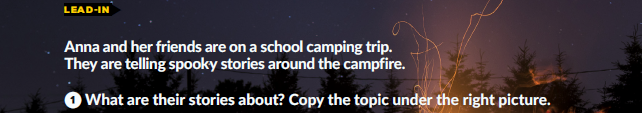 LEAD-IN
Anna and her friends are on a school camping trip.
They are telling spooky stories around the campfire.
1 What are their stories about? Copy the topic under the right picture.